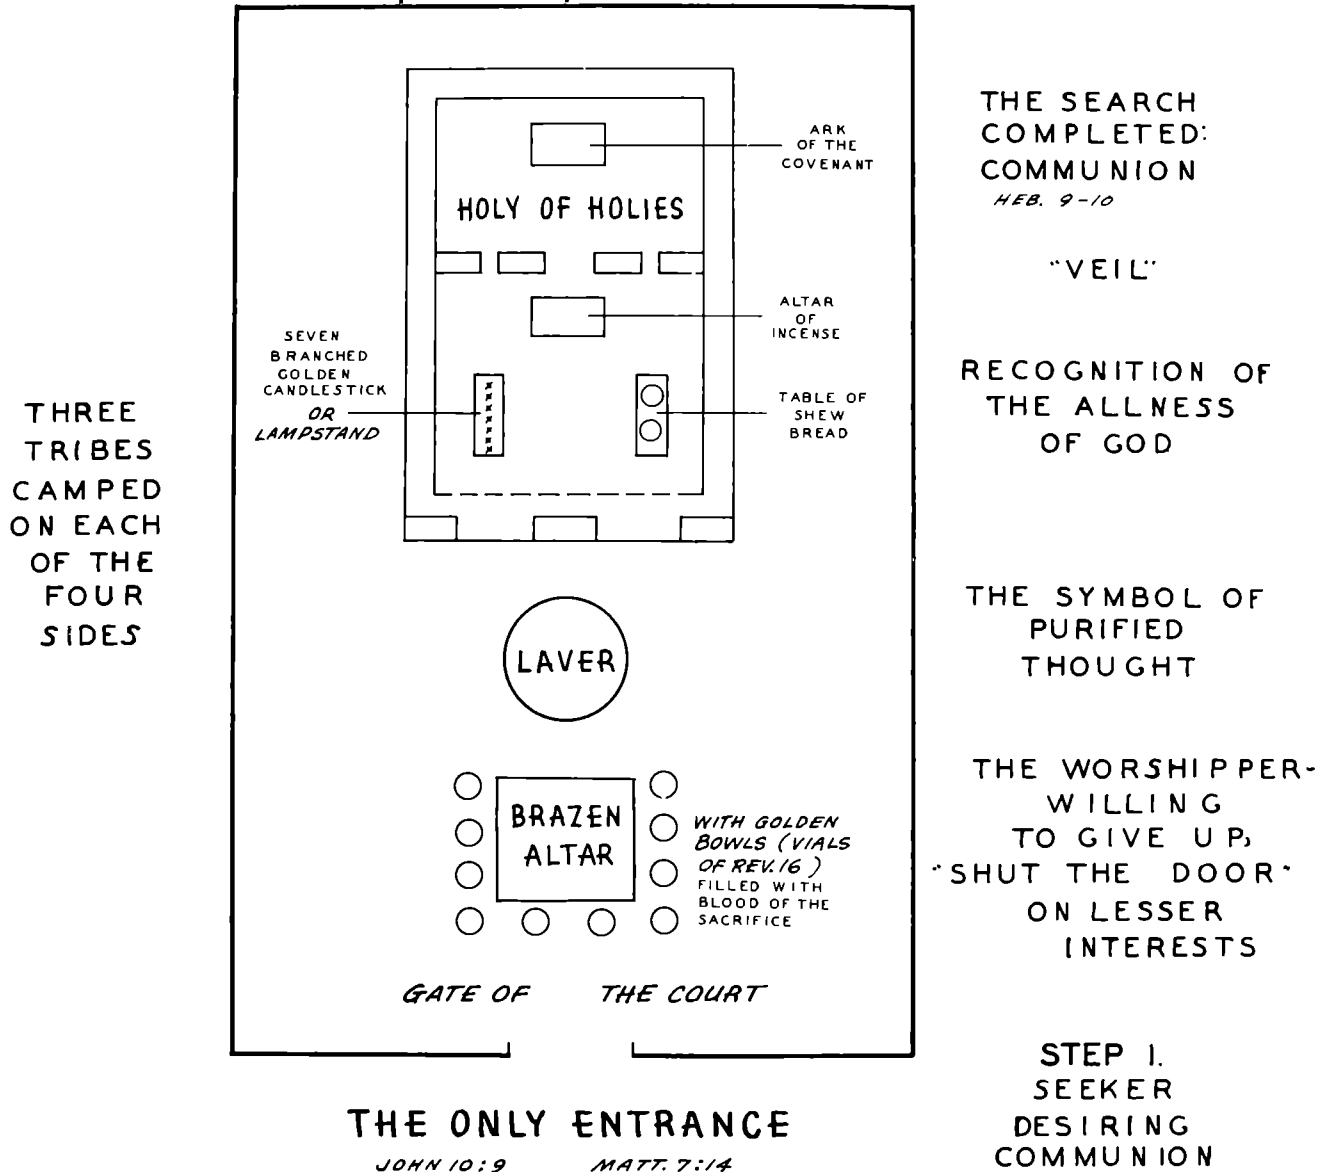 ARK
OF THE
COVENANT
HOLY OF HOLIES
ALTAR
OF
INCENSE
SEVEN
BRANCHED
GOLDEN
CANDLESTICK
OR
LAMPSTAND
TABLE OF
SHEW
BREAD
THREE
TRIBES
CAMPED
ON EACH
OF THE
FOUR
SIDES
LAVER
BRAZEN
ALTAR
WITH GOLDEN
BOWLS (VIALS
OF REV. 16)
FILLED WITH
BLOOD OF THE
SACRIFICE
GATE OF THE COURT
THE ONLY ENTRANCE
JOHN 10:9 MATT. 7:14
THE SEARCH
COMPLETED:
COMMUNION
HEB. 9-10
"VEIL"
RECOGNITION OF
THE ALLNESS
OF GOD
THE SYMBOL OF
PURIFIED
THOUGHT
THE WORSHIPPER-
WILLING
TO GIVE UP,
"SHUT THE DOOR"
ON LESSER
INTERESTS
STEP 1.
SEEKER
DESIRING
COMMUNION